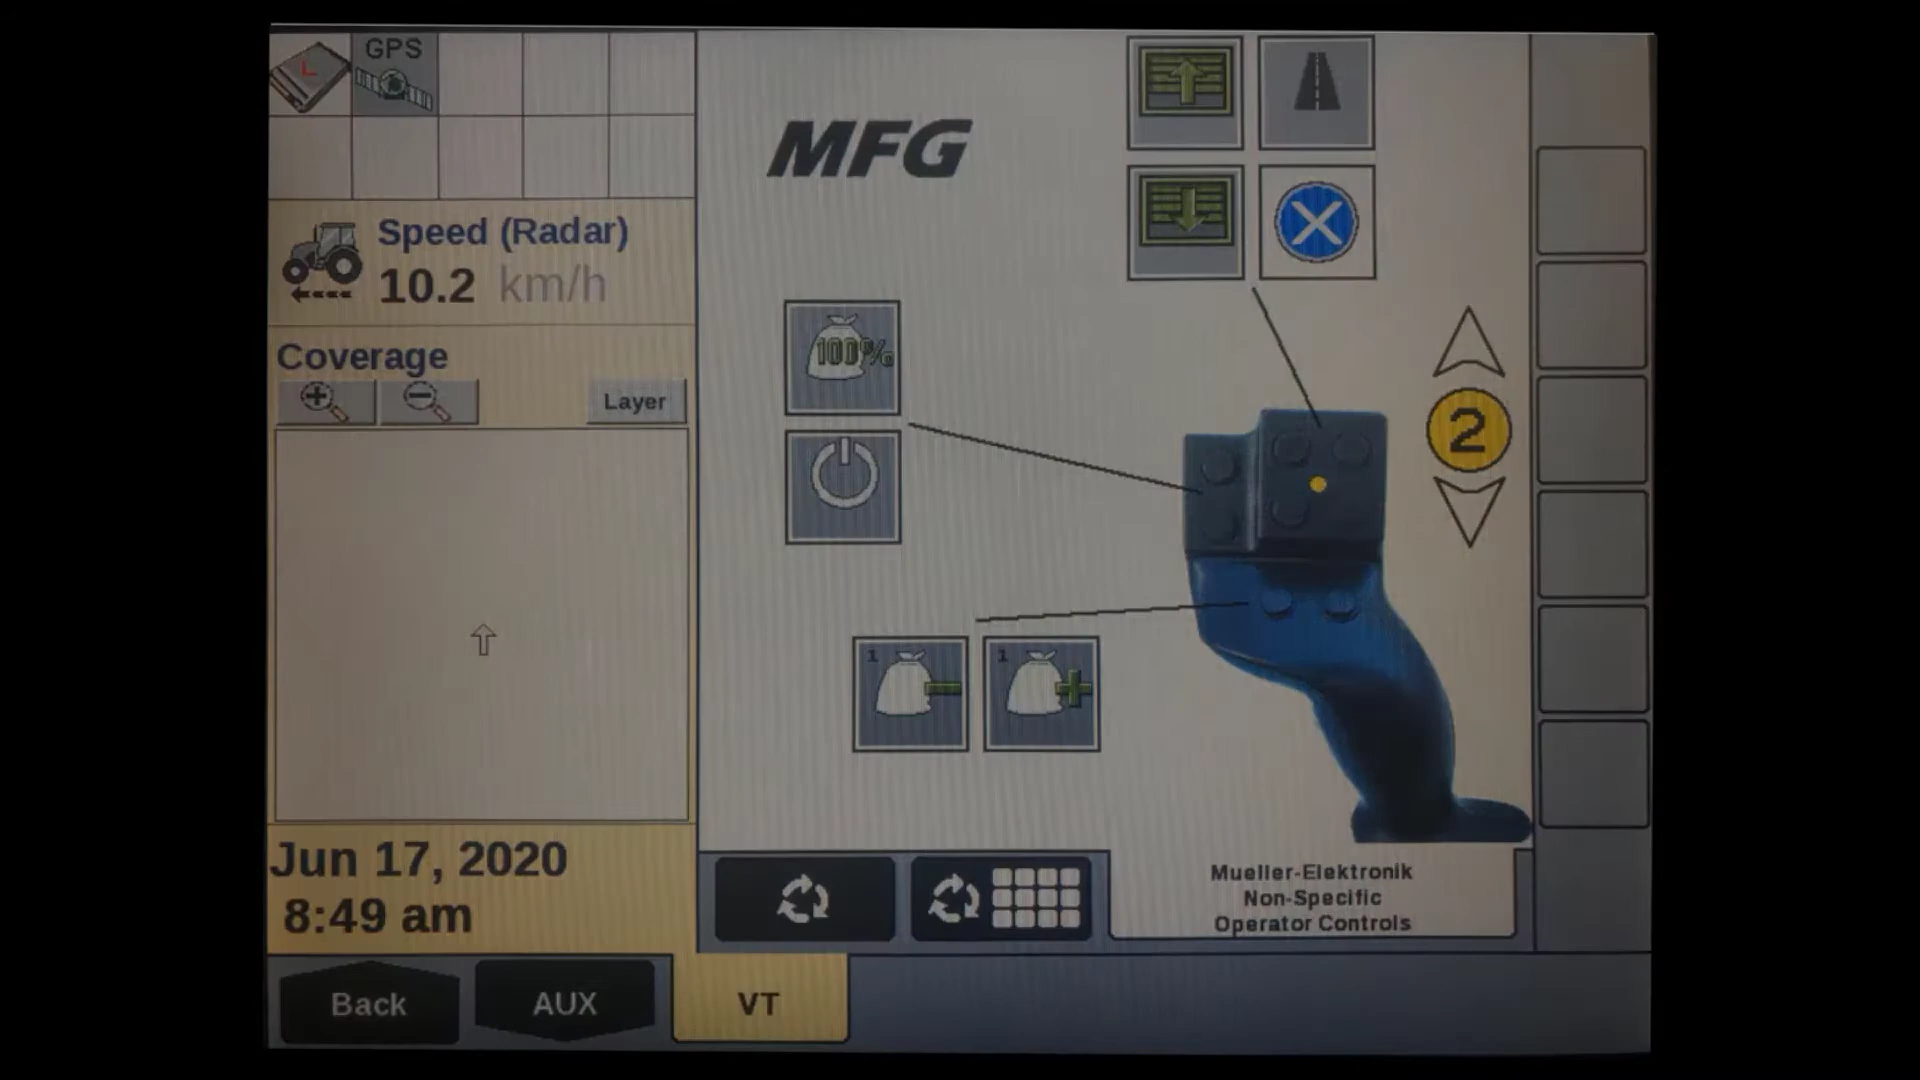 L
GPS
Speed (Radar)
10.2 km/h
Coverage
Layer
Jun 17, 2020
8:49 am
Back
AUX
VT
MFG
100%
1
1
2
Mueller-Elektronik
Non-Specific
Operator Controls